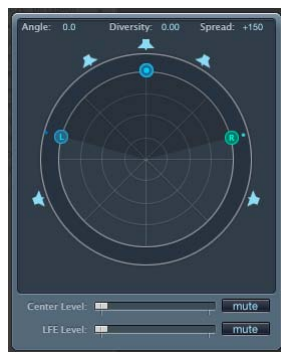 Angle: 0.0 Diversity: 0.00 Spread: +150
L R
Center Level: mute
LFE Level: mute